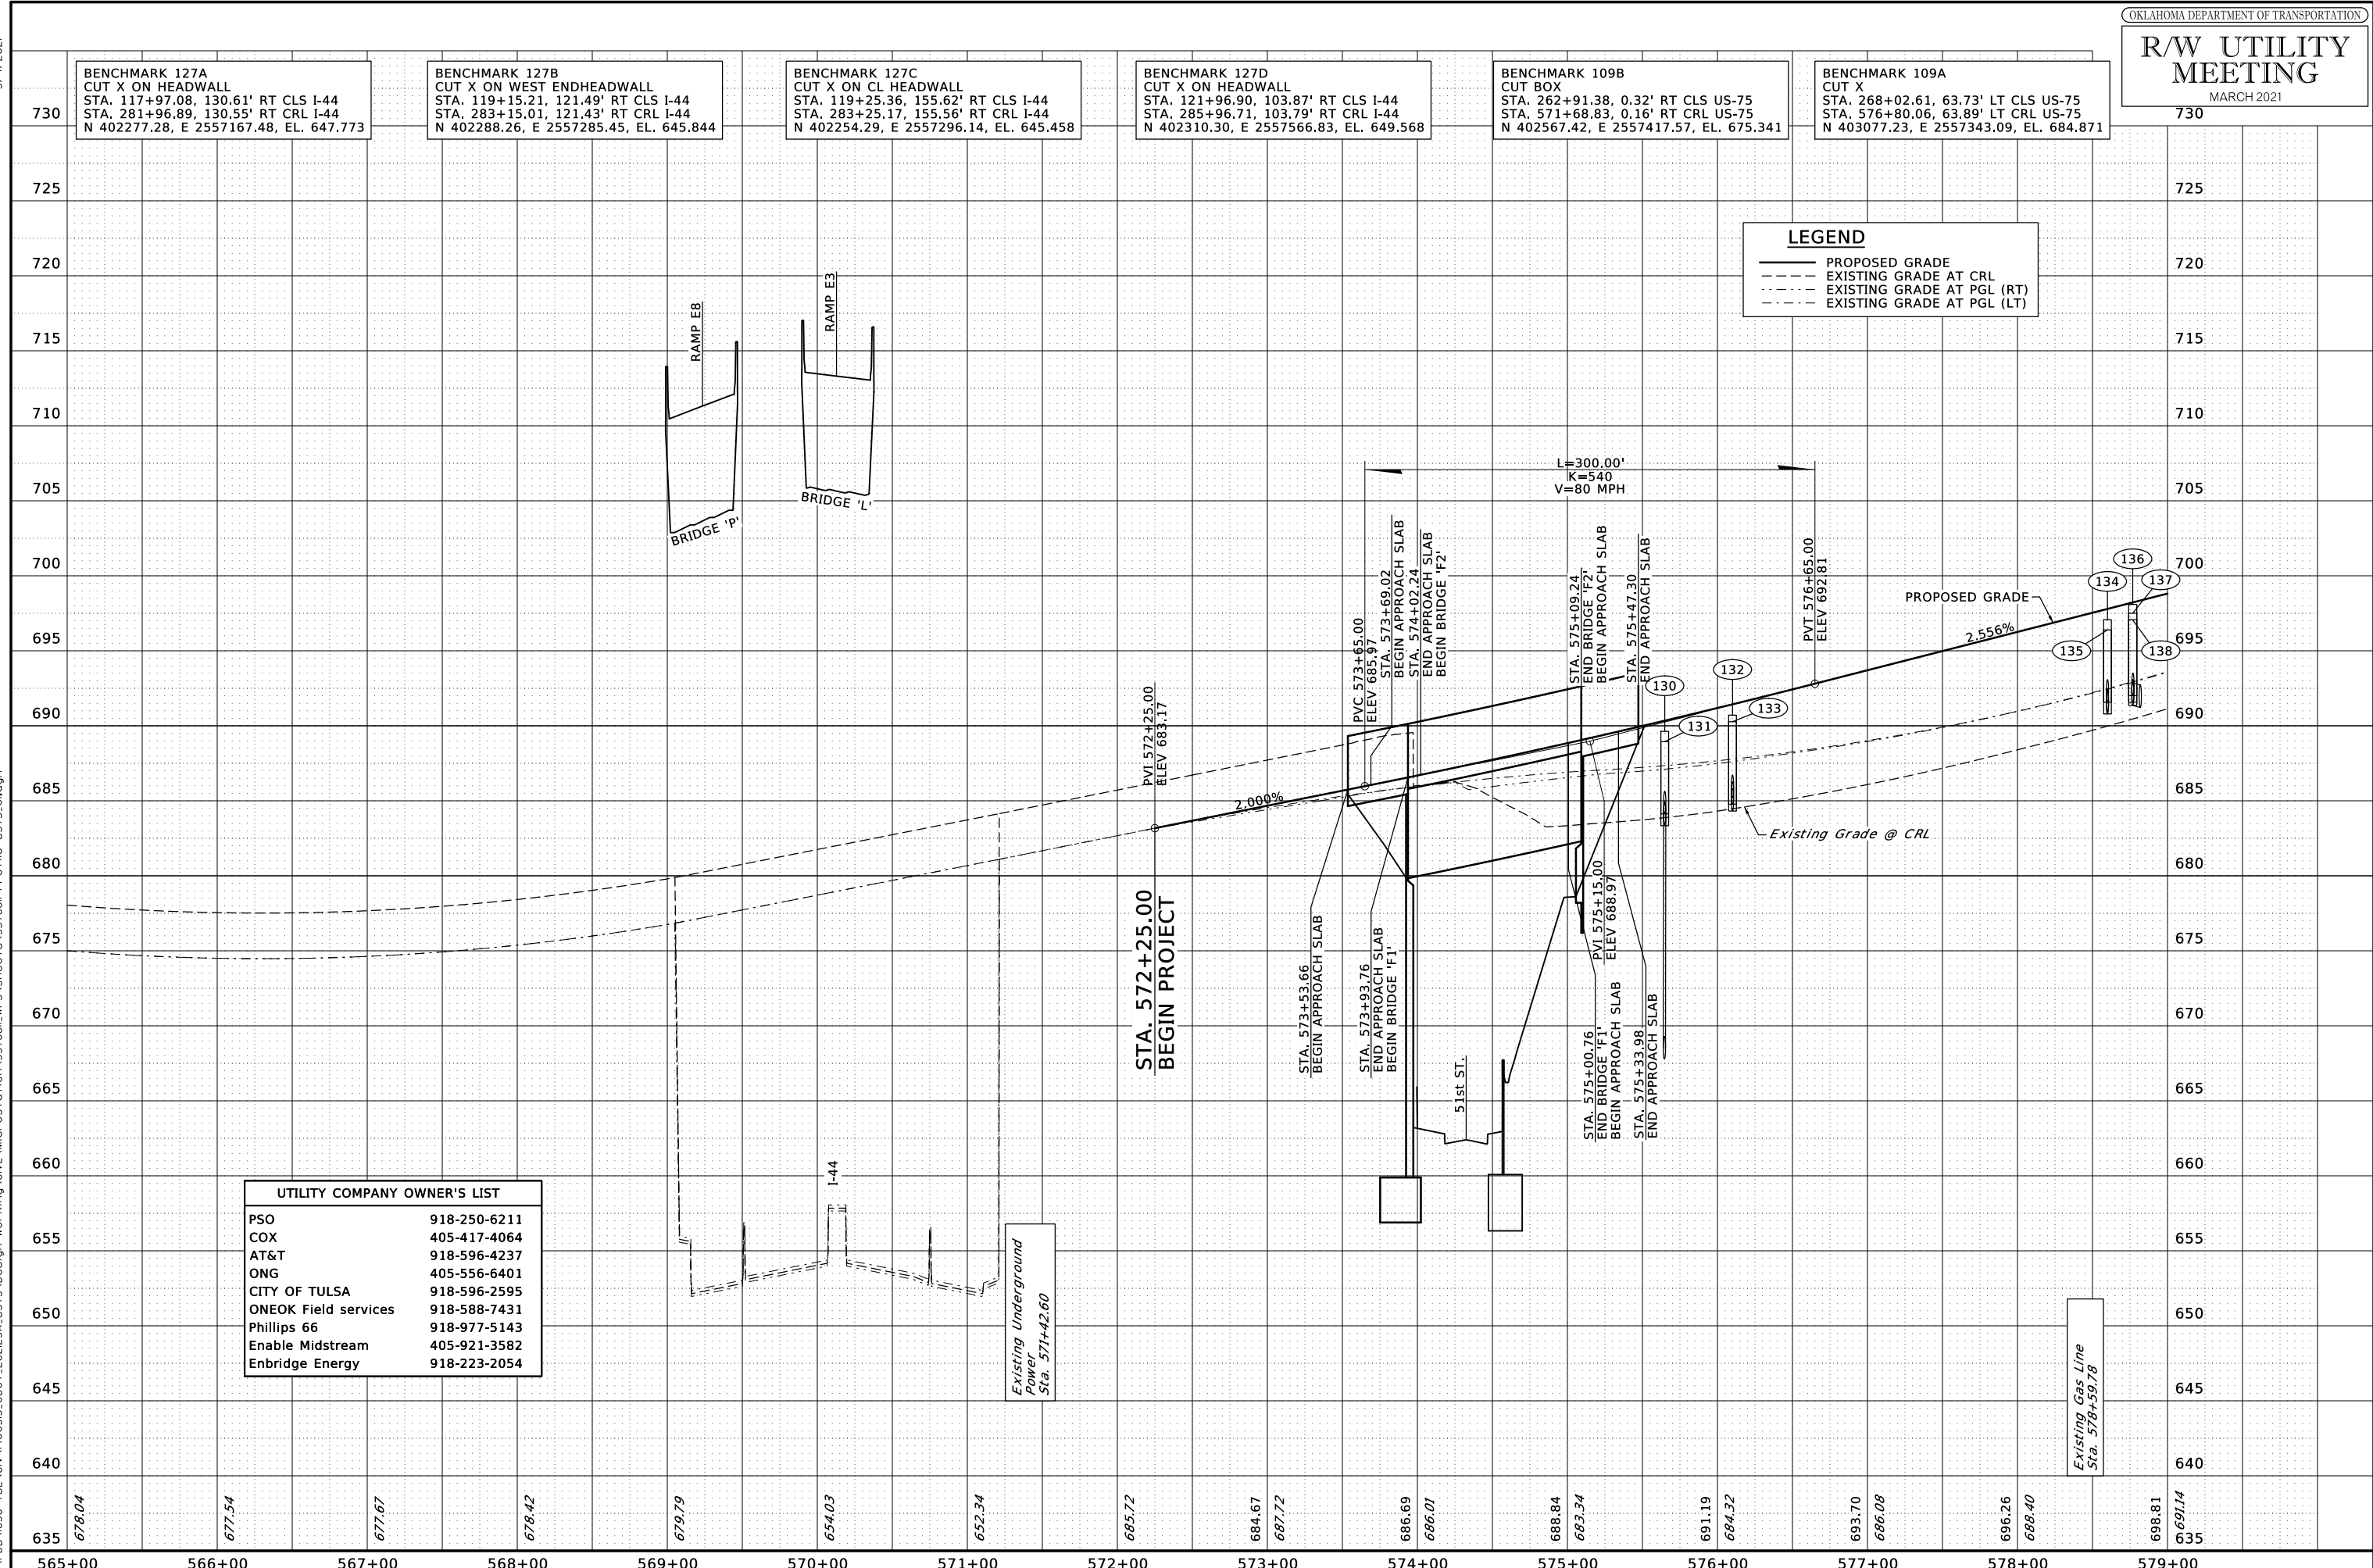 OKLAHOMA DEPARTMENT OF TRANSPORTATION
R/W UTILITY
MEETING
MARCH 2021
BENCHMARK 127A
CUT X ON HEADWALL
STA. 117+97.08, 130.61' RT CLS I-44
STA. 281+96.89, 130.55' RT CRL I-44
N 402277.28, E 2557167.48, EL. 647.773
BENCHMARK 127B
CUT X ON WEST ENDHEADWALL
STA. 119+15.21, 121.49' RT CLS I-44
STA. 283+15.01, 121.43' RT CRL I-44
N 402288.26, E 2557285.45, EL. 645.844
BENCHMARK 127C
CUT X ON CL HEADWALL
STA. 119+25.36, 155.62' RT CLS I-44
STA. 283+25.17, 155.56' RT CRL I-44
N 402254.29, E 2557296.14, EL. 645.458
BENCHMARK 127D
CUT X ON HEADWALL
STA. 121+96.90, 103.87' RT CLS I-44
STA. 285+96.71, 103.79' RT CRL I-44
N 402310.30, E 2557566.83, EL. 649.568
BENCHMARK 109B
CUT BOX
STA. 262+91.38, 0.32' RT CLS US-75
STA. 571+68.83, 0.16' RT CRL US-75
N 402567.42, E 2557417.57, EL. 675.341
BENCHMARK 109A
CUT X
STA. 268+02.61, 63.73' LT CLS US-75
STA. 576+80.06, 63.89' LT CRL US-75
N 403077.23, E 2557343.09, EL. 684.871
730
725
720
715
710
705
700
695
690
685
680
675
670
665
660
655
650
645
640
635
LEGEND
PROPOSED GRADE
EXISTING GRADE AT CRL
EXISTING GRADE AT PGL (RT)
EXISTING GRADE AT PGL (LT)
RAMP E8
BRIDGE 'P'
RAMP E3
BRIDGE 'L'
L=300.00'
K=540
V=80 MPH
PVI 572+25.00
ELEV 683.17
2.000%
STA. 572+25.00
BEGIN PROJECT
PVC 573+65.00
ELEV 685.97
STA. 573+69.02
BEGIN APPROACH SLAB
STA. 574+02.24
END APPROACH SLAB
BEGIN BRIDGE 'F2'
STA. 575+09.24
END BRIDGE 'F2'
BEGIN APPROACH SLAB
STA. 575+47.30
END APPROACH SLAB
PVT 576+65.00
ELEV 692.81
PROPOSED GRADE
2.556%
130
131
132
133
134
135
136
137
138
Existing Grade @ CRL
STA. 573+53.66
BEGIN APPROACH SLAB
STA. 573+93.76
END APPROACH SLAB
BEGIN BRIDGE 'F1'
PVI 575+15.00
ELEV 688.97
STA. 575+00.76
END BRIDGE 'F1'
BEGIN APPROACH SLAB
STA. 575+33.98
END APPROACH SLAB
51st ST.
I-44
Existing Underground
Power
Sta. 571+42.60
Existing Gas Line
Sta. 578+59.78
UTILITY COMPANY OWNER'S LIST
PSO 918-250-6211
COX 405-417-4064
AT&T 918-596-4237
ONG 405-556-6401
CITY OF TULSA 918-596-2595
ONEOK Field services 918-588-7431
Phillips 66 918-977-5143
Enable Midstream 405-921-3582
Enbridge Energy 918-223-2054
730
725
720
715
710
705
700
695
690
685
680
675
670
665
660
655
650
645
640
635
678.04
677.54
677.67
678.42
679.79
654.03
652.34
685.72
684.67
687.72
686.69
686.01
688.84
683.34
691.19
684.32
693.70
686.08
696.26
688.40
698.81
691.14
565+00
566+00
567+00
568+00
569+00
570+00
571+00
572+00
573+00
574+00
575+00
576+00
577+00
578+00
579+00